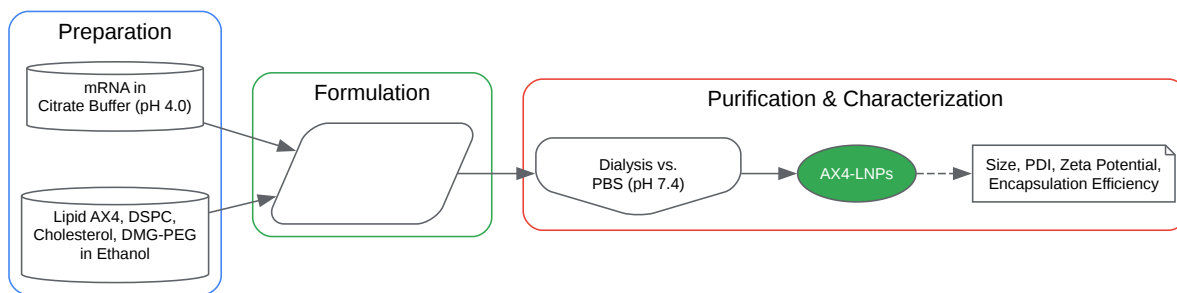 Preparation
mRNA in
Citrate Buffer (pH 4.0)
Lipid AX4, DSPC,
Cholesterol, DMG-PEG
in Ethanol
Formulation
Purification & Characterization
Dialysis vs.
PBS (pH 7.4)
AX4-LNPs
Size, PDI, Zeta Potential,
Encapsulation Efficiency